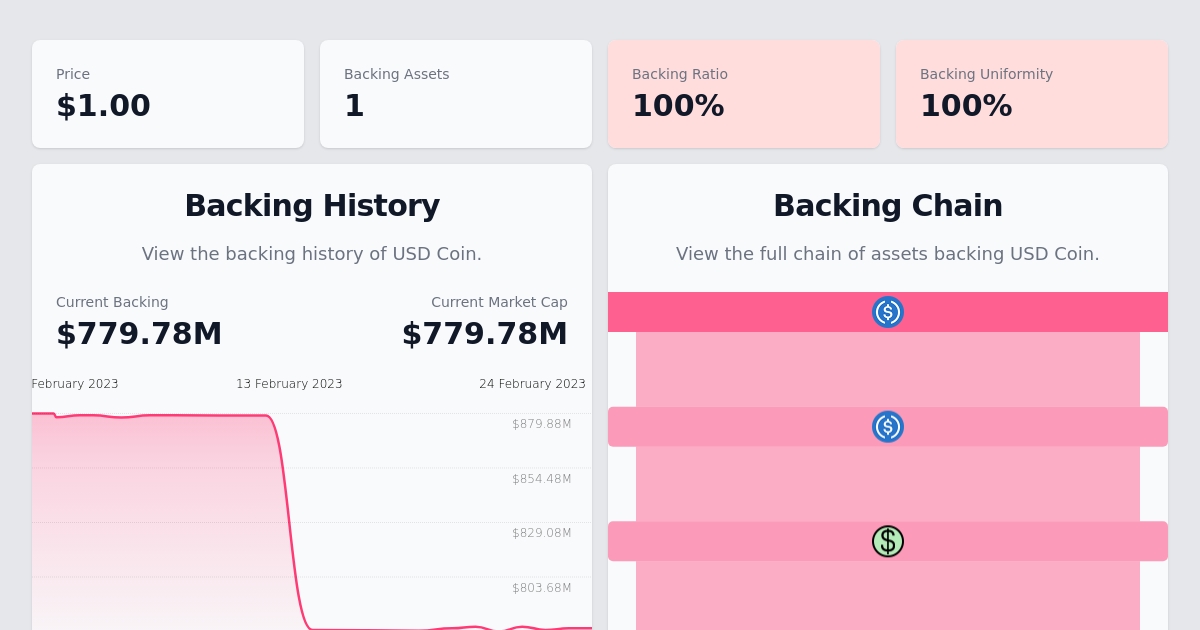 Price
$1.00
Backing Assets
1
Backing Ratio
100%
Backing Uniformity
100%
Backing History
View the backing history of USD Coin.
Current Backing
$779.78M
Current Market Cap
$779.78M
February 2023
13 February 2023
24 February 2023
$879.88M
$854.48M
$829.08M
$803.68M
Backing Chain
View the full chain of assets backing USD Coin.
$
$
$